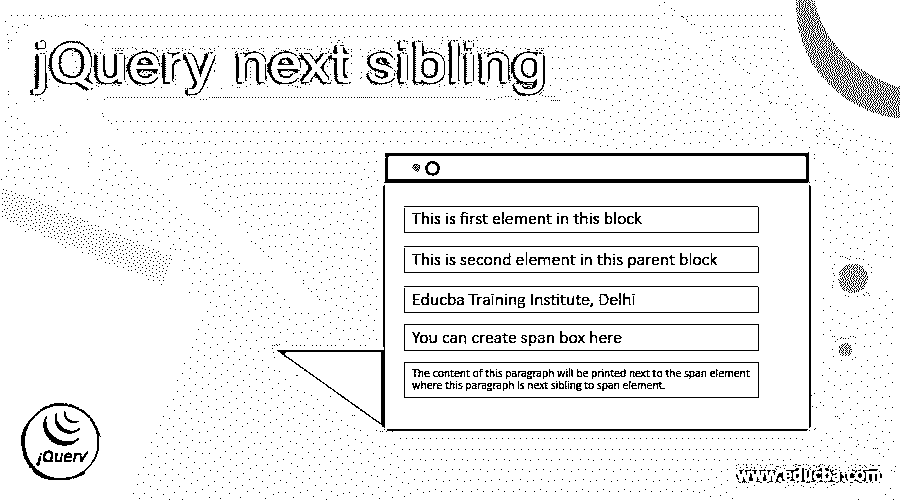 jQuery next sibling
This is first element in this block
This is second element in this parent block
Educba Training Institute, Delhi
You can create span box here
The content of this paragraph will be printed next to the span element
where this paragraph is next sibling to span element.
jQuery
www.educba.com